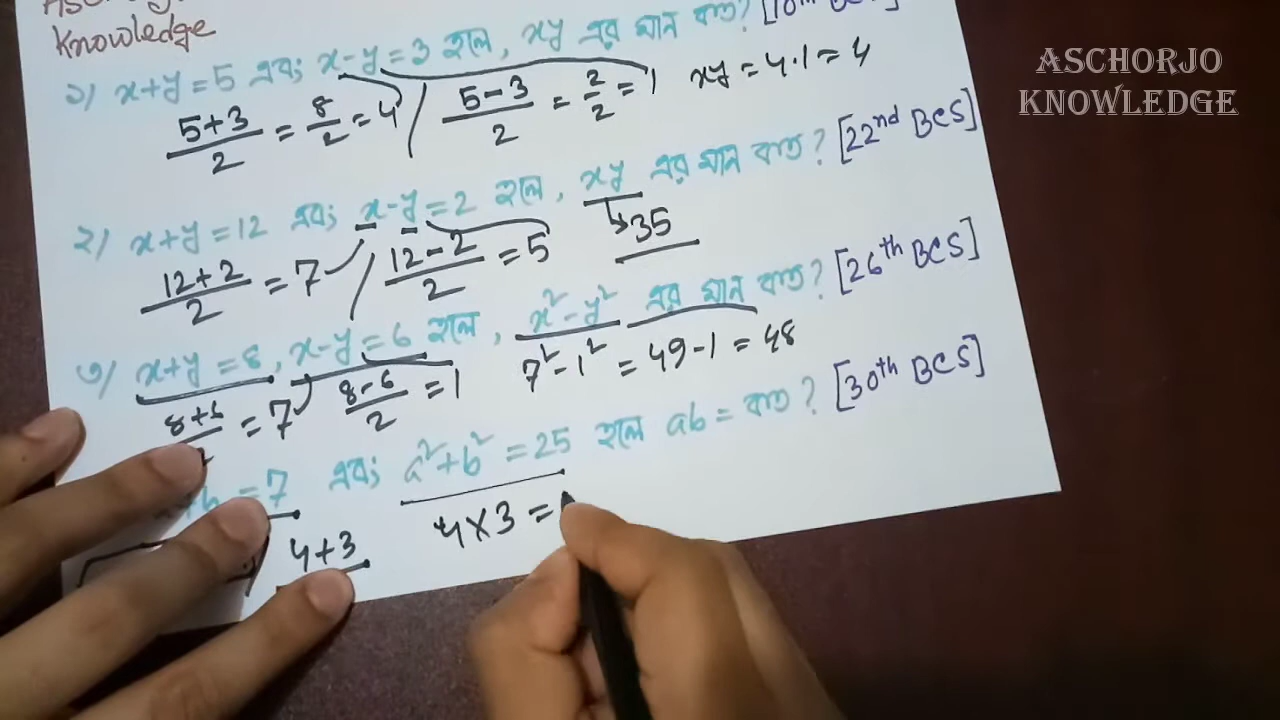 Knowledge
ASCHORJO
KNOWLEDGE
১) x+y=5 এবং x-y=3 হলে, xy এর মান কত? [10th BCS]
5+3/2 = 8/2 = 4 / 5-3/2 = 2/2 = 1 xy = 4·1 = 4
২) x+y=12 এবং x-y=2 হলে, xy এর মান কত? [22nd BCS]
12+2/2 = 7 / 12-2/2 = 5 ↳35
৩) x+y=8, x-y=6 হলে, x²-y² এর মান কত? [26th BCS]
8+6 = 7 8-6/2 = 1 7²-1² = 49-1 = 48
=7 এবং a²+b²=25 হলে ab = কত? [30th BCS]
4+3 4×3 =